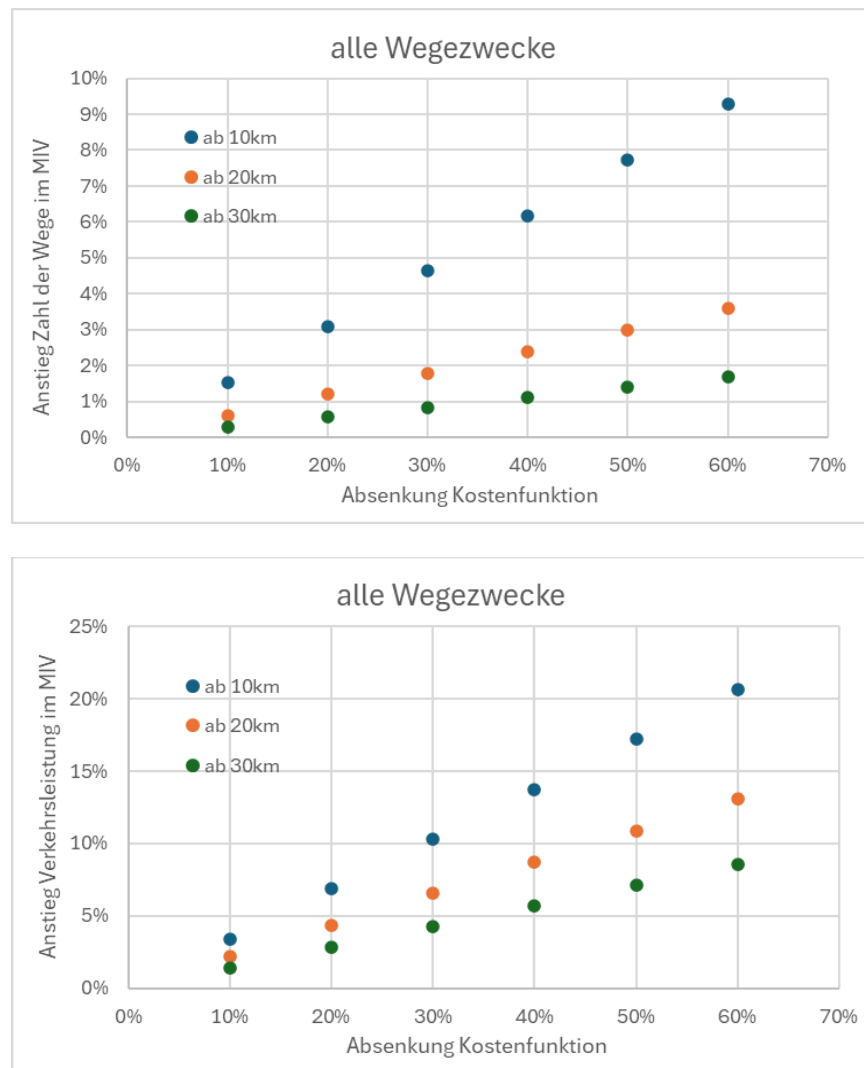 alle Wegezwecke
10%
9%
8%
7%
6%
5%
4%
3%
2%
1%
0%
Anstieg Zahl der Wege im MIV
ab 10km
ab 20km
ab 30km
0% 10% 20% 30% 40% 50% 60% 70%
Absenkung Kostenfunktion
alle Wegezwecke
25%
20%
15%
10%
5%
0%
Anstieg Verkehrsleistung im MIV
ab 10km
ab 20km
ab 30km
0% 10% 20% 30% 40% 50% 60% 70%
Absenkung Kostenfunktion